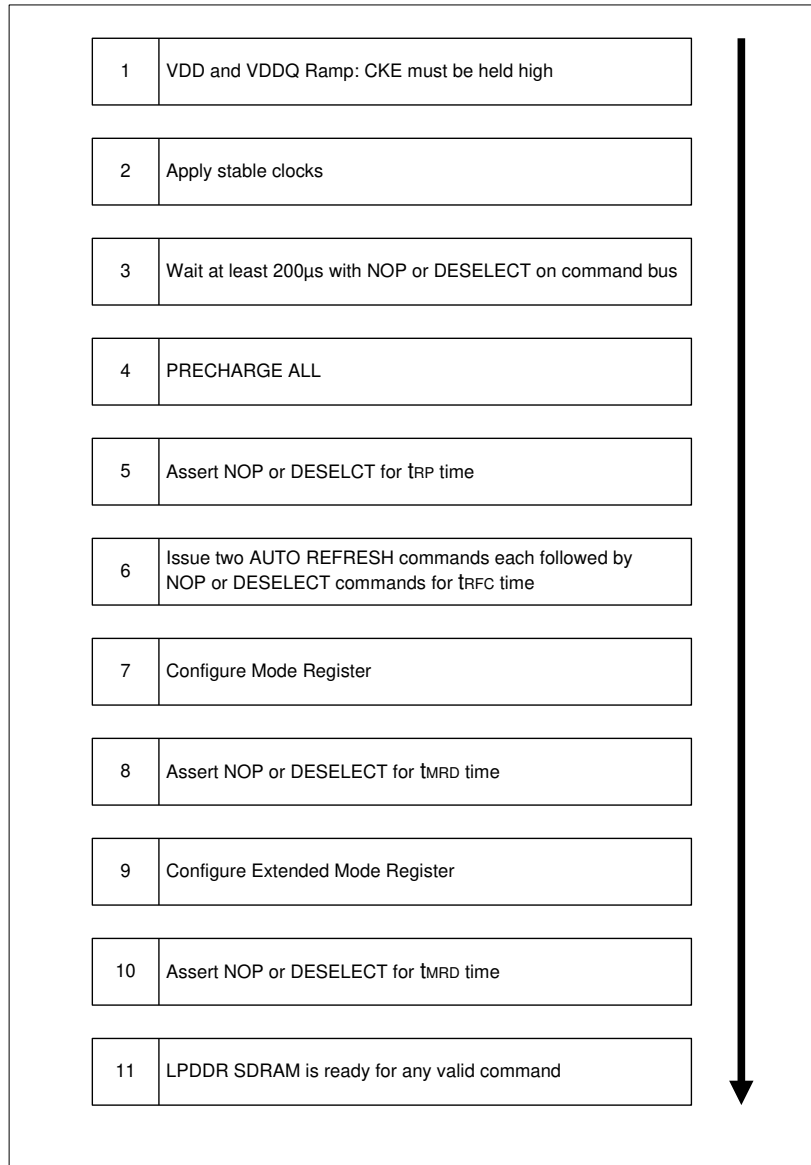 1 VDD and VDDQ Ramp: CKE must be held high
2 Apply stable clocks
3 Wait at least 200µs with NOP or DESELECT on command bus
4 PRECHARGE ALL
5 Assert NOP or DESELCT for tRP time
6 Issue two AUTO REFRESH commands each followed by
NOP or DESELECT commands for tRFC time
7 Configure Mode Register
8 Assert NOP or DESELECT for tMRD time
9 Configure Extended Mode Register
10 Assert NOP or DESELECT for tMRD time
11 LPDDR SDRAM is ready for any valid command